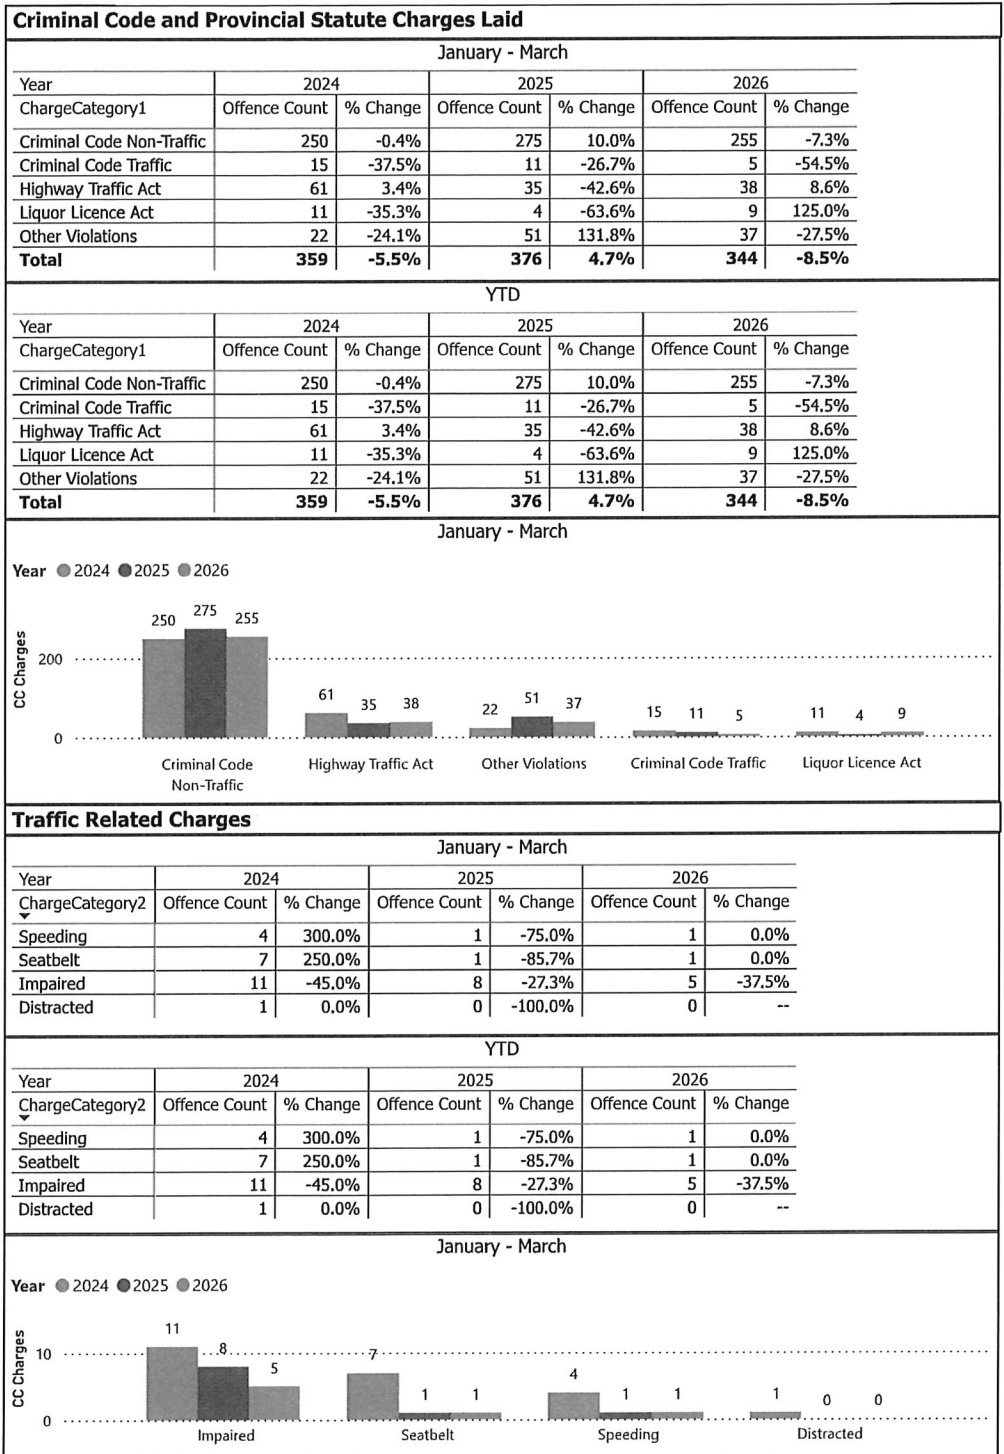 Criminal Code and Provincial Statute Charges Laid
January - March
Year 2024 2025 2026
ChargeCategory1 Offence Count % Change Offence Count % Change Offence Count % Change
Criminal Code Non-Traffic 250 -0.4% 275 10.0% 255 -7.3%
Criminal Code Traffic 15 -37.5% 11 -26.7% 5 -54.5%
Highway Traffic Act 61 3.4% 35 -42.6% 38 8.6%
Liquor Licence Act 11 -35.3% 4 -63.6% 9 125.0%
Other Violations 22 -24.1% 51 131.8% 37 -27.5%
Total 359 -5.5% 376 4.7% 344 -8.5%
YTD
Year 2024 2025 2026
ChargeCategory1 Offence Count % Change Offence Count % Change Offence Count % Change
Criminal Code Non-Traffic 250 -0.4% 275 10.0% 255 -7.3%
Criminal Code Traffic 15 -37.5% 11 -26.7% 5 -54.5%
Highway Traffic Act 61 3.4% 35 -42.6% 38 8.6%
Liquor Licence Act 11 -35.3% 4 -63.6% 9 125.0%
Other Violations 22 -24.1% 51 131.8% 37 -27.5%
Total 359 -5.5% 376 4.7% 344 -8.5%
January - March
Year 2024 2025 2026
CC Charges
200
0
250 275 255
61 35 38
22 51 37
15 11 5
11 4 9
Criminal Code Non-Traffic
Highway Traffic Act
Other Violations
Criminal Code Traffic
Liquor Licence Act
Traffic Related Charges
January - March
Year 2024 2025 2026
ChargeCategory2 Offence Count % Change Offence Count % Change Offence Count % Change
Speeding 4 300.0% 1 -75.0% 1 0.0%
Seatbelt 7 250.0% 1 -85.7% 1 0.0%
Impaired 11 -45.0% 8 -27.3% 5 -37.5%
Distracted 1 0.0% 0 -100.0% 0 --
YTD
Year 2024 2025 2026
ChargeCategory2 Offence Count % Change Offence Count % Change Offence Count % Change
Speeding 4 300.0% 1 -75.0% 1 0.0%
Seatbelt 7 250.0% 1 -85.7% 1 0.0%
Impaired 11 -45.0% 8 -27.3% 5 -37.5%
Distracted 1 0.0% 0 -100.0% 0 --
January - March
Year 2024 2025 2026
CC Charges
10
0
11 8 5
7 1 1
4 1 1
1 0 0
Impaired
Seatbelt
Speeding
Distracted